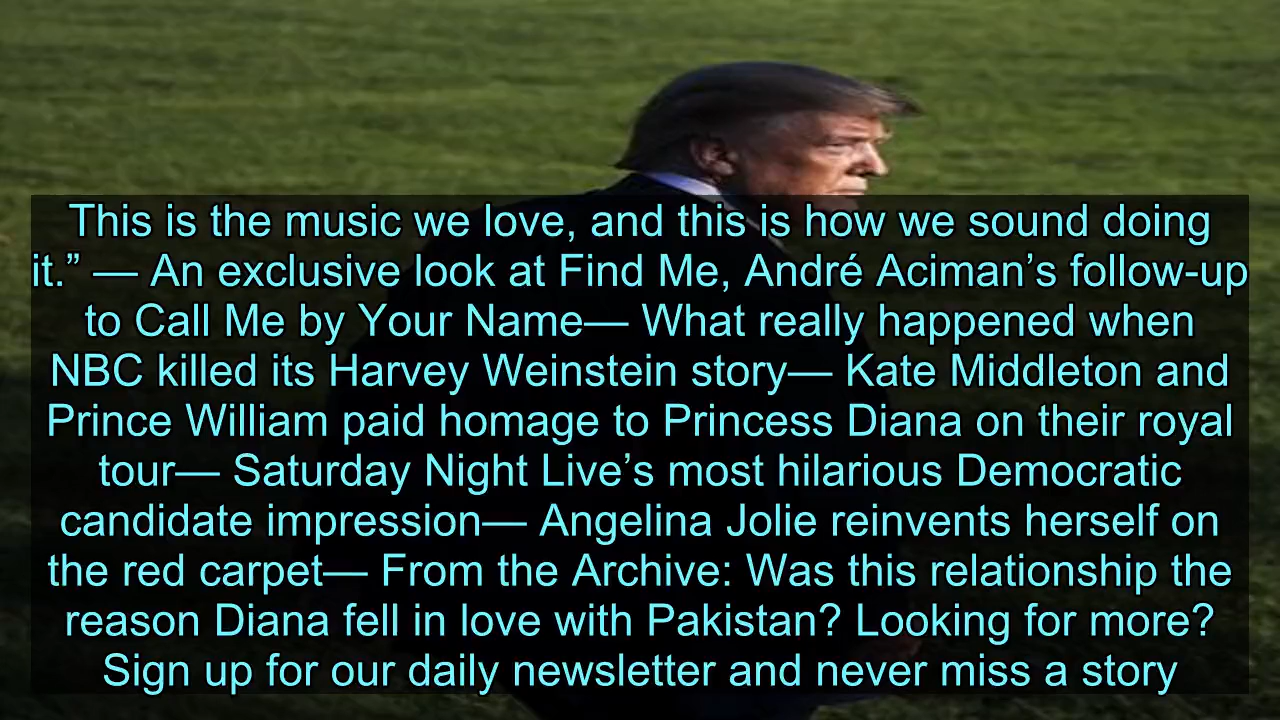 This is the music we love, and this is how we sound doing
it.” — An exclusive look at Find Me, André Aciman’s follow-up
to Call Me by Your Name— What really happened when
NBC killed its Harvey Weinstein story— Kate Middleton and
Prince William paid homage to Princess Diana on their royal
tour— Saturday Night Live’s most hilarious Democratic
candidate impression— Angelina Jolie reinvents herself on
the red carpet— From the Archive: Was this relationship the
reason Diana fell in love with Pakistan? Looking for more?
Sign up for our daily newsletter and never miss a story